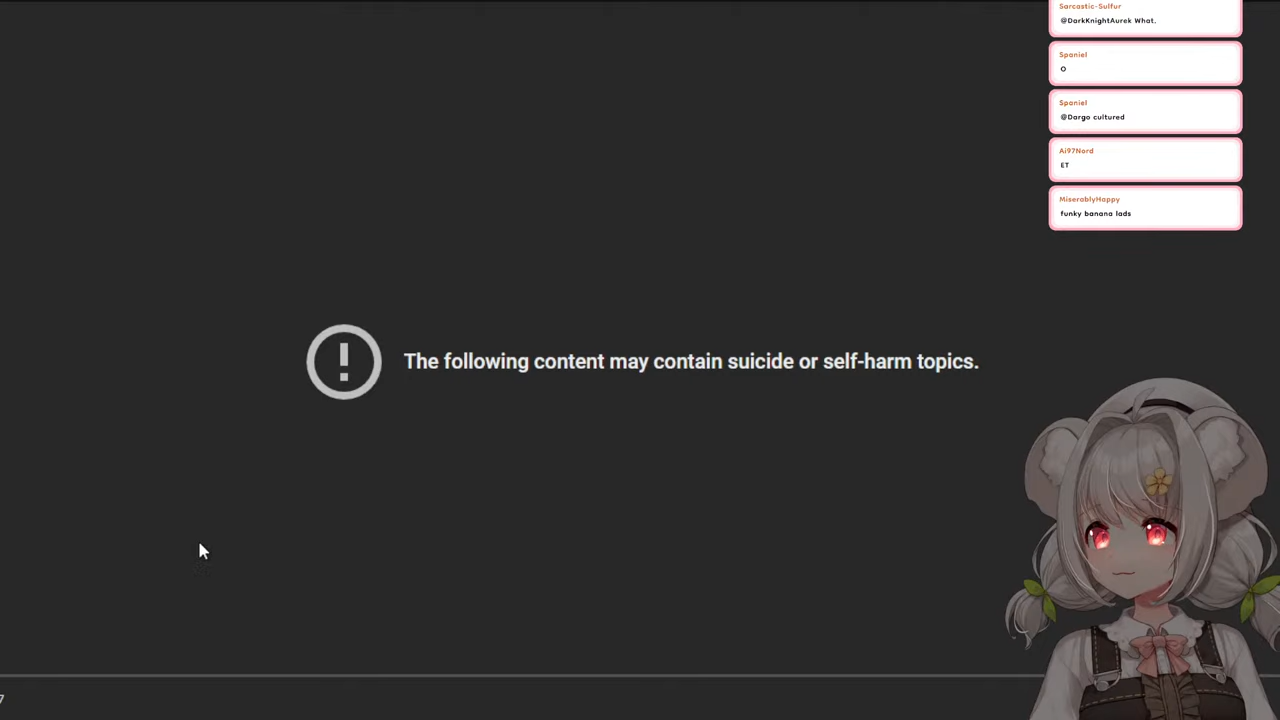 Sarcastic-Sulfur
@DarkKnightAurek What.
Spaniel
O
Spaniel
@Dargo cultured
Ai97Nord
ET
MiserablyHappy
funky banana lads
The following content may contain suicide or self-harm topics.
7